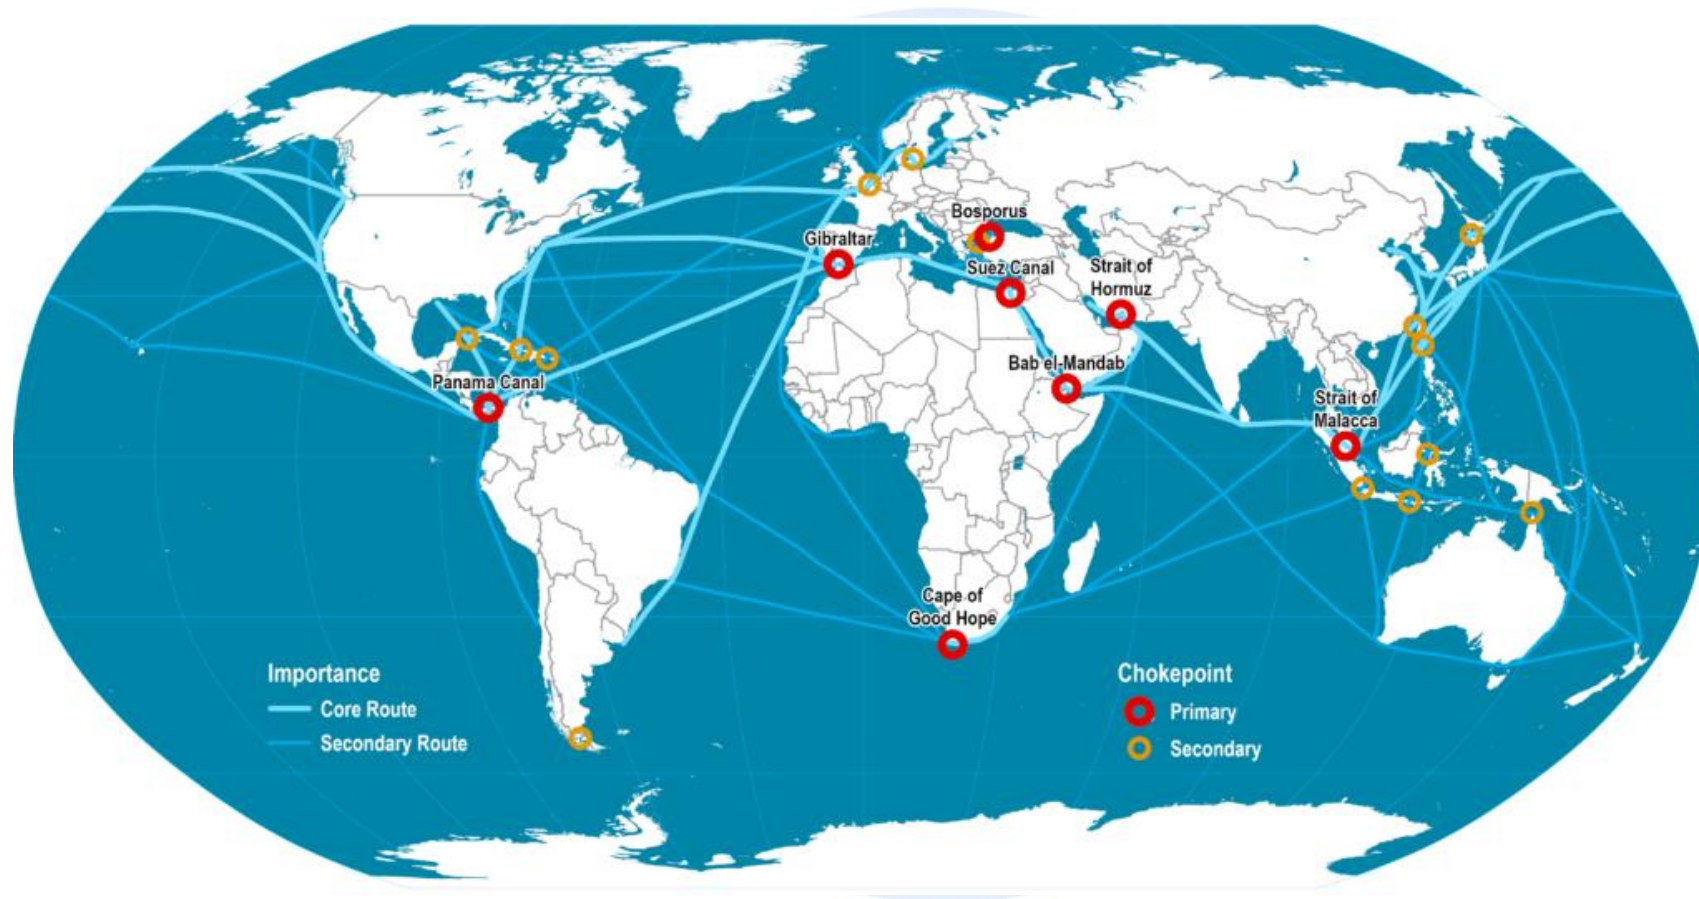 Bosporus
Gibraltar
Suez Canal
Strait of
Hormuz
Bab el-Mandab
Panama Canal
Strait of
Malacca
Cape of
Good Hope
Importance
Core Route
Secondary Route
Chokepoint
Primary
Secondary